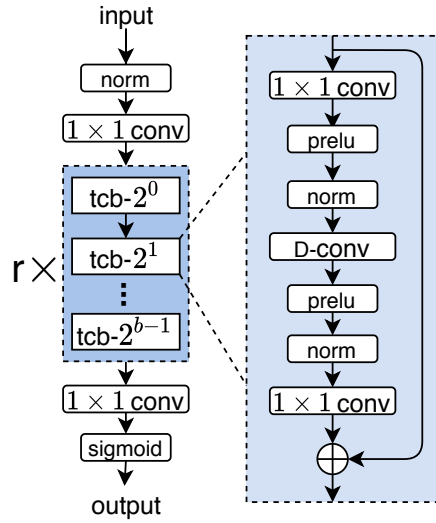 input
norm
1 × 1 conv
r×
tcb-2^0
tcb-2^1
⋮
tcb-2^{b−1}
1 × 1 conv
sigmoid
output
1 × 1 conv
prelu
norm
D-conv
prelu
norm
1 × 1 conv